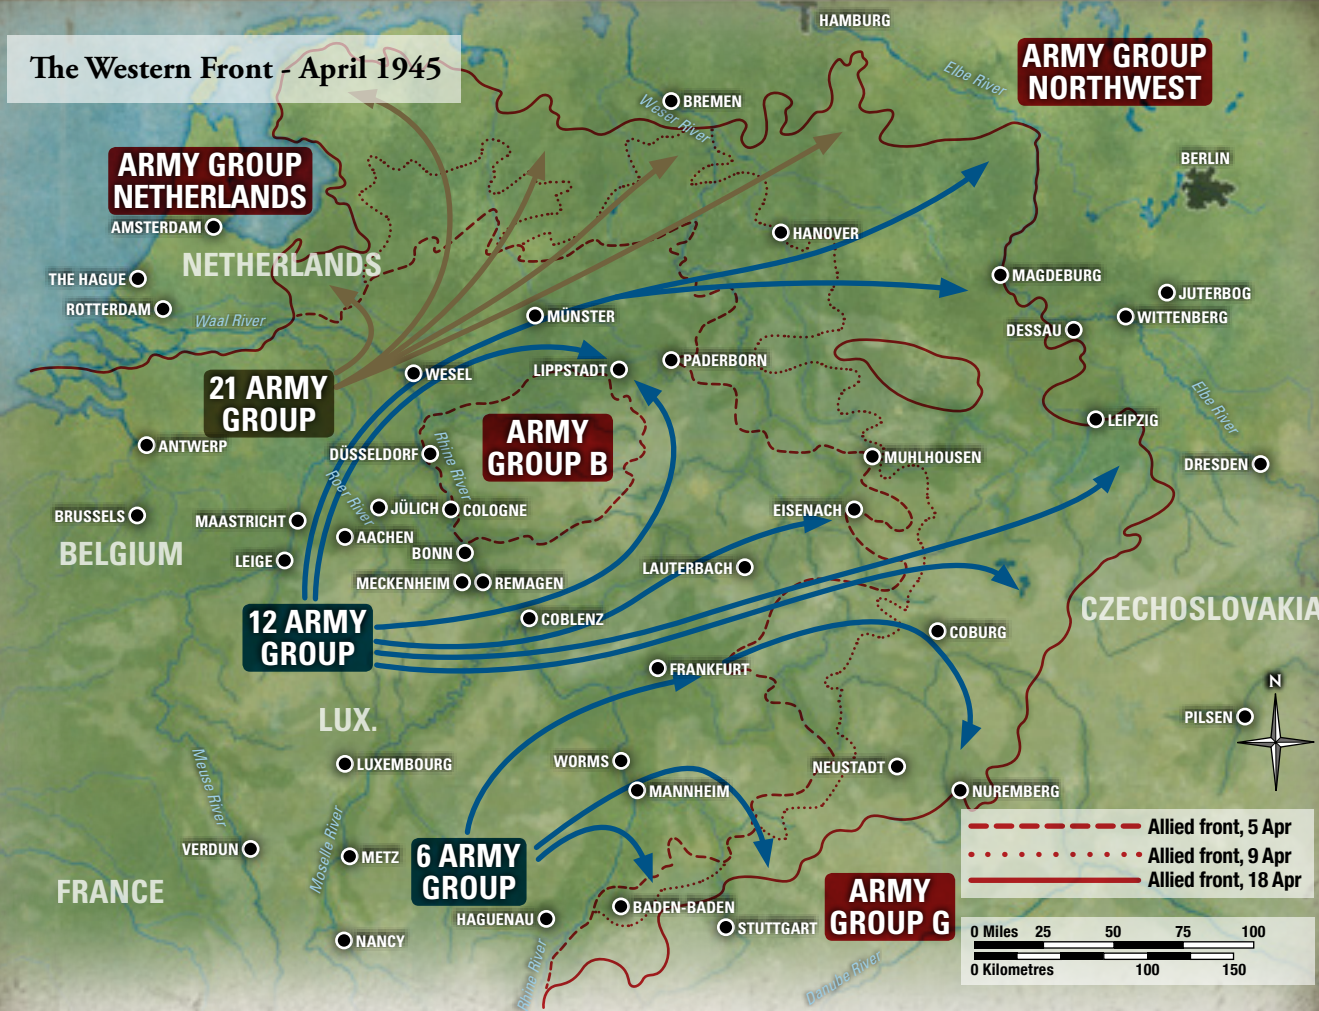 The Western Front - April 1945
HAMBURG
ARMY GROUP
NORTHWEST
Elbe River
BREMEN
Weser River
BERLIN
ARMY GROUP
NETHERLANDS
AMSTERDAM
HANOVER
NETHERLANDS
THE HAGUE
MAGDEBURG
JUTERBOG
ROTTERDAM
Waal River
MÜNSTER
WITTENBERG
DESSAU
PADERBORN
LIPPSTADT
WESEL
21 ARMY
GROUP
Elbe River
LEIPZIG
ARMY
GROUP B
ANTWERP
DÜSSELDORF
Rhine River
MUHLHOUSEN
DRESDEN
Roer River
JÜLICH
COLOGNE
EISENACH
BRUSSELS
MAASTRICHT
AACHEN
BELGIUM
BONN
LEIGE
LAUTERBACH
MECKENHEIM
REMAGEN
CZECHOSLOVAKIA
12 ARMY
GROUP
COBLENZ
COBURG
FRANKFURT
N
LUX.
PILSEN
LUXEMBOURG
WORMS
NEUSTADT
Meuse River
MANNHEIM
NUREMBERG
Allied front, 5 Apr
Allied front, 9 Apr
Allied front, 18 Apr
VERDUN
Moselle River
METZ
6 ARMY
GROUP
FRANCE
ARMY
GROUP G
BADEN-BADEN
HAGUENAU
STUTTGART
NANCY
Rhine River
Danube River
0 Miles 25 50 75 100
0 Kilometres 100 150